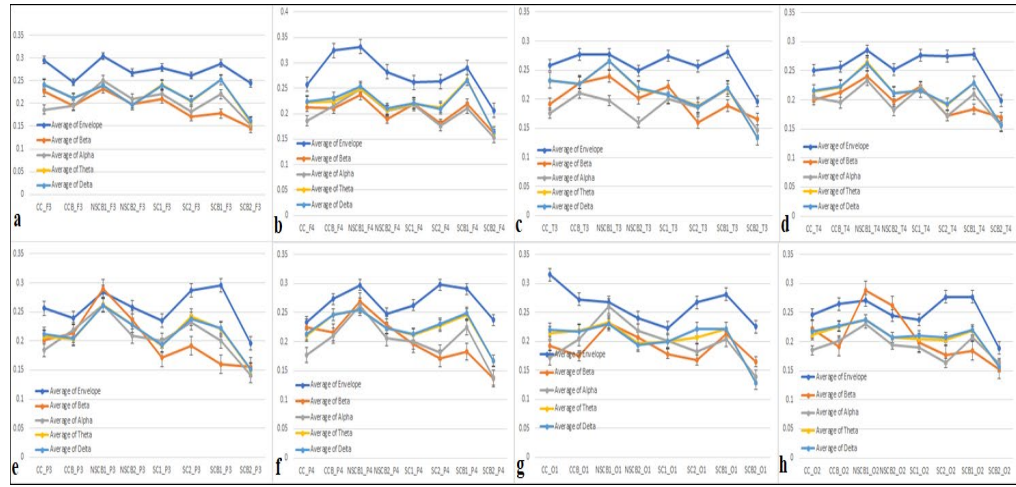 0.35
0.3
0.25
0.2
0.15
0.1
0.05
0
Average of Envelope
Average of Beta
Average of Alpha
Average of Theta
Average of Delta
CC_F3 CCB_F3 NSCB1_F3 NSCB2_F3 SC1_F3 SC2_F3 SCB1_F3 SCB2_F3
a
0.4
0.35
0.3
0.25
0.2
0.15
0.1
0.05
0
Average of Envelope
Average of Beta
Average of Alpha
Average of Theta
Average of Delta
CC_F4 CCB_F4 NSCB1_F4 NSCB2_F4 SC1_F4 SC2_F4 SCB1_F4 SCB2_F4
b
0.35
0.3
0.25
0.2
0.15
0.1
0.05
0
Average of Envelope
Average of Beta
Average of Alpha
Average of Theta
Average of Delta
CC_T3 CCB_T3 NSCB1_T3 NSCB2_T3 SC1_T3 SC2_T3 SCB1_T3 SCB2_T3
c
0.35
0.3
0.25
0.2
0.15
0.1
0.05
0
Average of Envelope
Average of Beta
Average of Alpha
Average of Theta
Average of Delta
CC_T4 CCB_T4 NSCB1_T4 NSCB2_T4 SC1_T4 SC2_T4 SCB1_T4 SCB2_T4
d
0.35
0.3
0.25
0.2
0.15
0.1
0.05
0
Average of Envelope
Average of Beta
Average of Alpha
Average of Theta
Average of Delta
CC_P3 CCB_P3 NSCB1_P3 NSCB2_P3 SC1_P3 SC2_P3 SCB1_P3 SCB2_P3
e
0.35
0.3
0.25
0.2
0.15
0.1
0.05
0
Average of Envelope
Average of Beta
Average of Alpha
Average of Theta
Average of Delta
CC_P4 CCB_P4 NSCB1_P4 NSCB2_P4 SC1_P4 SC2_P4 SCB1_P4 SCB2_P4
f
0.35
0.3
0.25
0.2
0.15
0.1
0.05
0
Average of Envelope
Average of Beta
Average of Alpha
Average of Theta
Average of Delta
CC_O1 CCB_O1 NSCB1_O1 NSCB2_O1 SC1_O1 SC2_O1 SCB1_O1 SCB2_O1
g
0.35
0.3
0.25
0.2
0.15
0.1
0.05
0
Average of Envelope
Average of Beta
Average of Alpha
Average of Theta
Average of Delta
CC_O2 CCB_O2 NSCB1_O2 NSCB2_O2 SC1_O2 SC2_O2 SCB1_O2 SCB2_O2
h